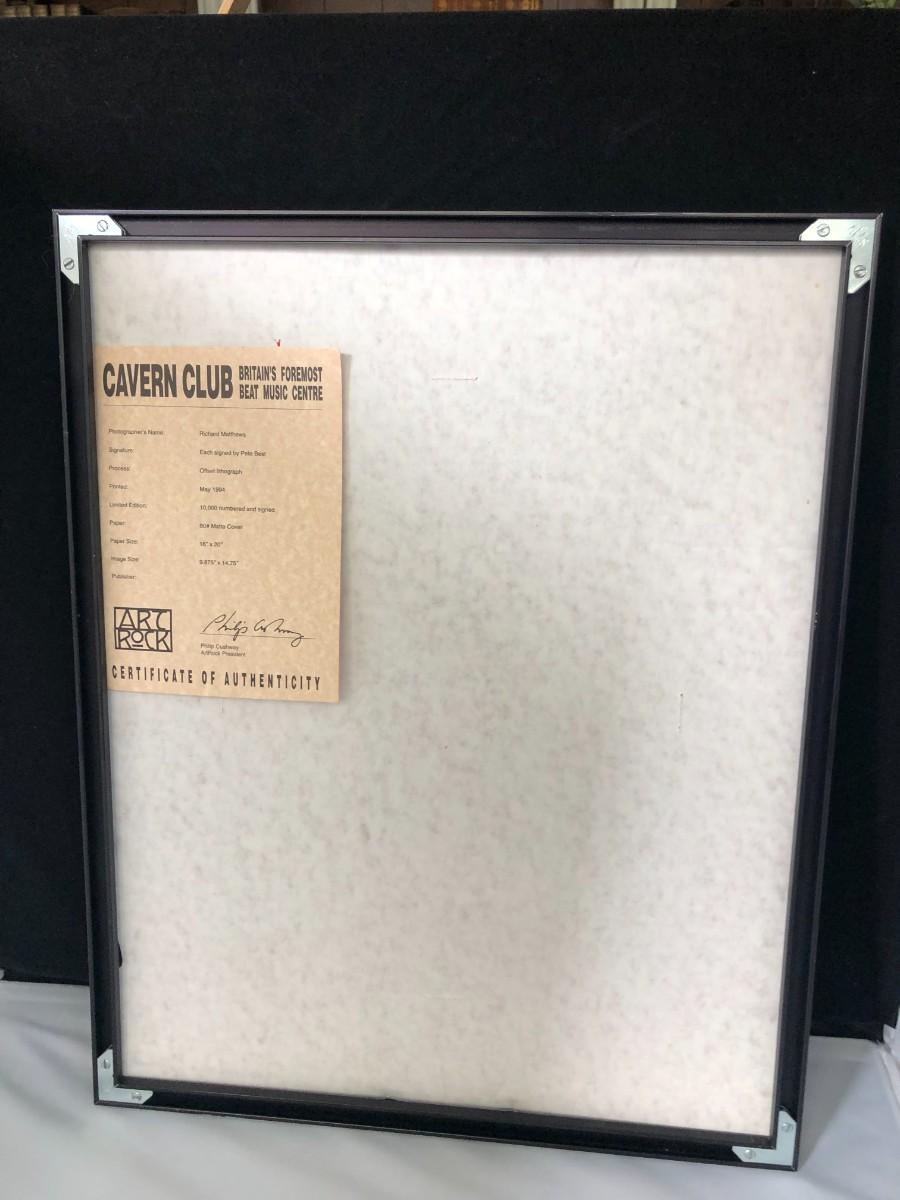 CAVERN CLUB BRITAIN'S FOREMOST
BEAT MUSIC CENTRE
Photographer's Name: Richard Matthews
Signature: Each signed by Pete Best
Process: Offset lithograph
Printed: May 1994
Limited Edition: 10,000 numbered and signed
Paper: 80# Matte Cover
Paper Size: 16" x 20"
Image Size: 9.875" x 14.75"
Publisher:
ART
ROCK
Philip Cushway
Philip Cushway
ArtRock President
CERTIFICATE OF AUTHENTICITY